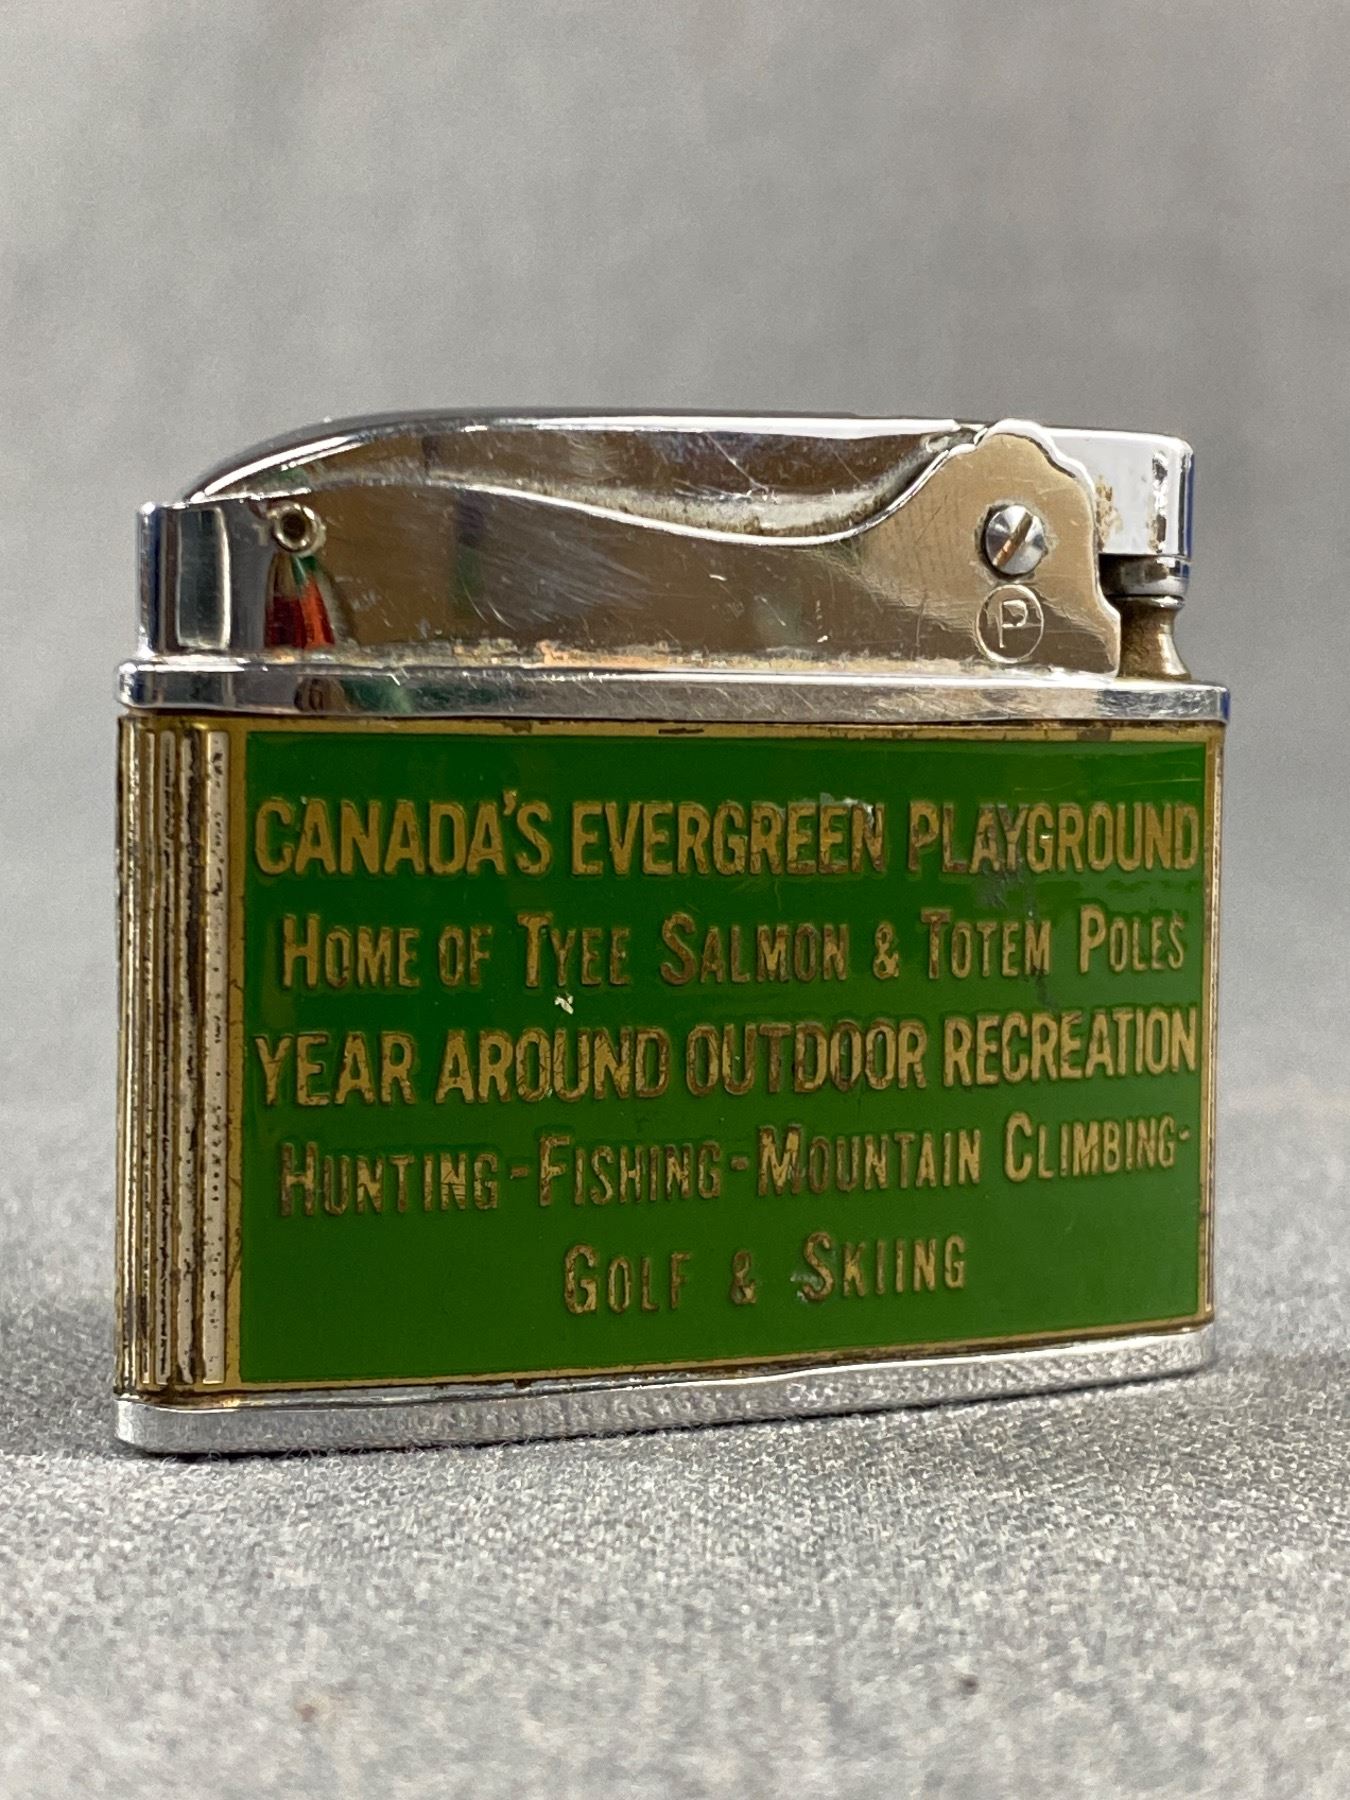 P
CANADA'S EVERGREEN PLAYGROUND
HOME OF TYEE SALMON & TOTEM POLES
YEAR AROUND OUTDOOR RECREATION
HUNTING-FISHING-MOUNTAIN CLIMBING-
GOLF & SKIING